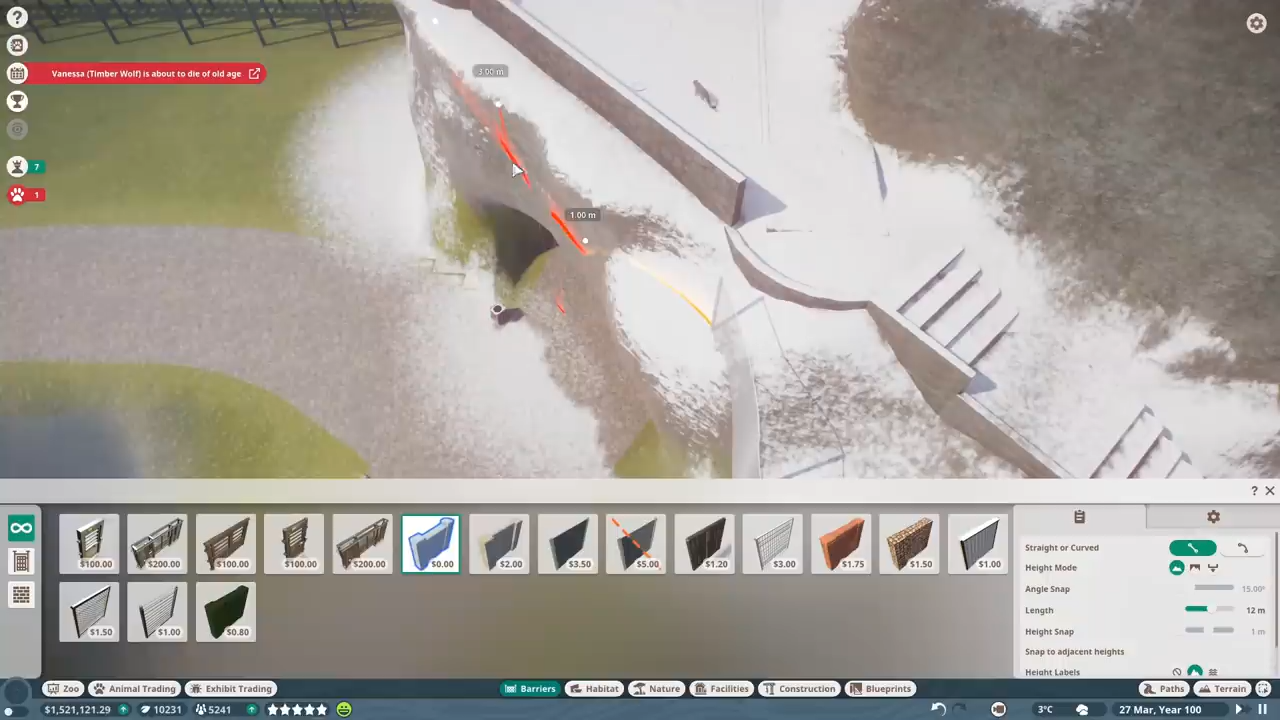 ?
Vanessa (Timber Wolf) is about to die of old age
7
1
3.00 m
1.00 m
? ×
$100.00 $200.00 $100.00 $100.00 $200.00 $0.00 $2.00 $3.50 $5.00 $1.20 $3.00 $1.75 $1.50 $1.00
$1.50 $1.00 $0.80
Straight or Curved
Height Mode
Angle Snap 15.00°
Length 12 m
Height Snap 1 m
Snap to adjacent heights
Height Labels
Zoo Animal Trading Exhibit Trading Barriers Habitat Nature Facilities Construction Blueprints Paths Terrain
$1,521,121.29 10231 5241 3°C 27 Mar, Year 100